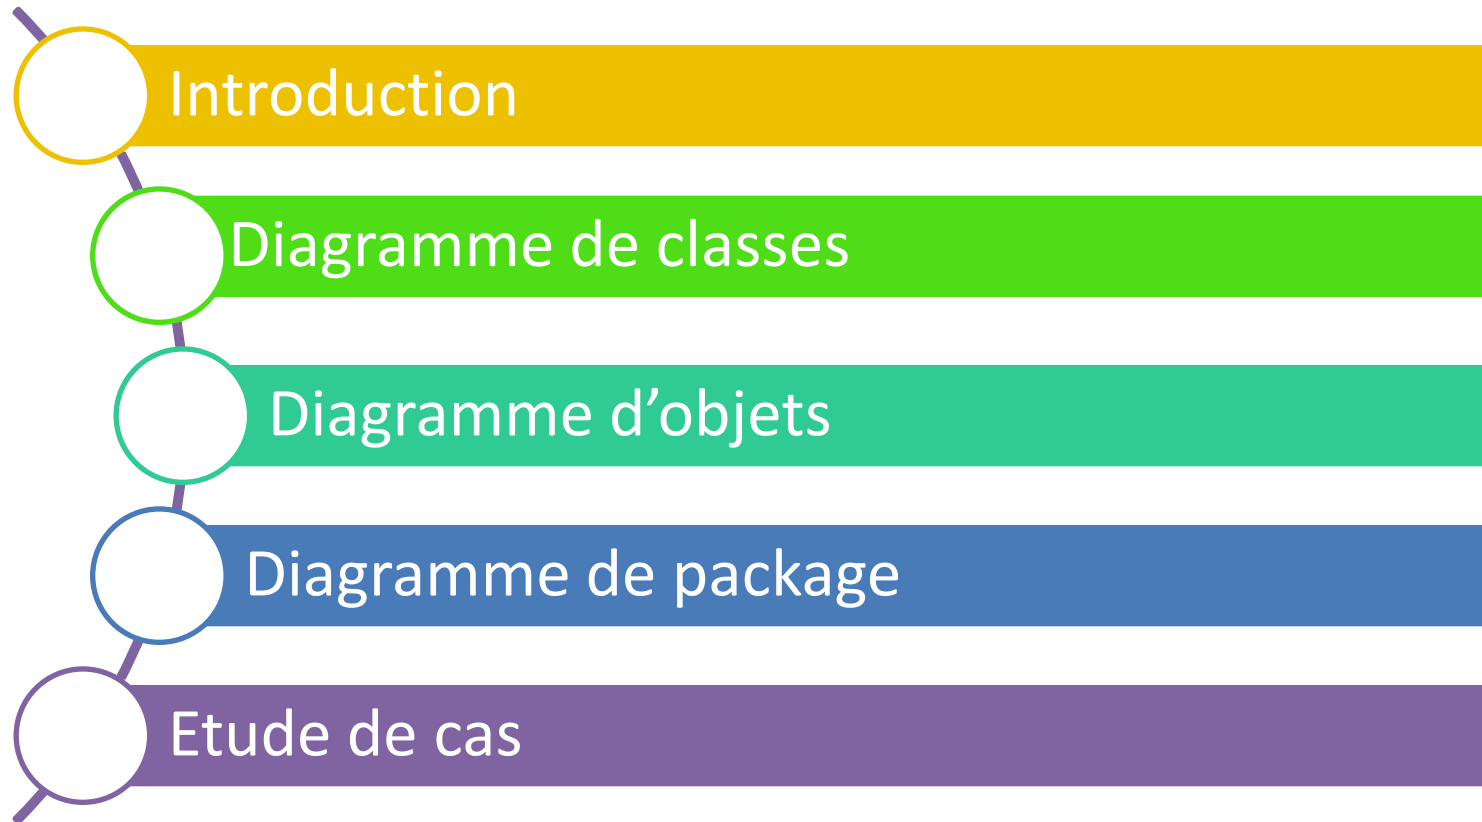 Introduction
Diagramme de classes
Diagramme d’objets
Diagramme de package
Etude de cas